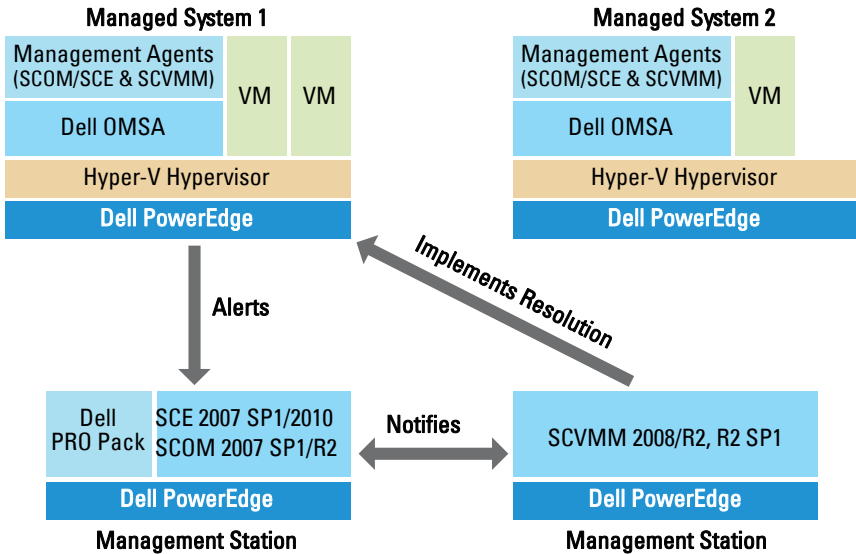 Managed System 1
Management Agents
(SCOM/SCE & SCVMM)
VM
VM
Dell OMSA
Hyper-V Hypervisor
Dell PowerEdge
Managed System 2
Management Agents
(SCOM/SCE & SCVMM)
VM
Dell OMSA
Hyper-V Hypervisor
Dell PowerEdge
Alerts
Implements Resolution
Dell
PRO Pack
SCE 2007 SP1/2010
SCOM 2007 SP1/R2
Dell PowerEdge
Management Station
Notifies
SCVMM 2008/R2, R2 SP1
Dell PowerEdge
Management Station